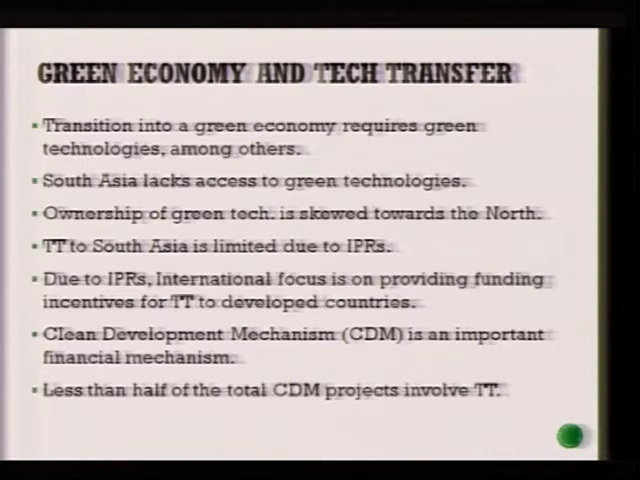 GREEN ECONOMY AND TECH TRANSFER
Transition into a green economy requires green
technologies, among others.
South Asia lacks access to green technologies.
Ownership of green tech. is skewed towards the North.
TT to South Asia is limited due to IPRs.
Due to IPRs, International focus is on providing funding
incentives for TT to developed countries.
Clean Development Mechanism (CDM) is an important
financial mechanism.
Less than half of the total CDM projects involve TT.